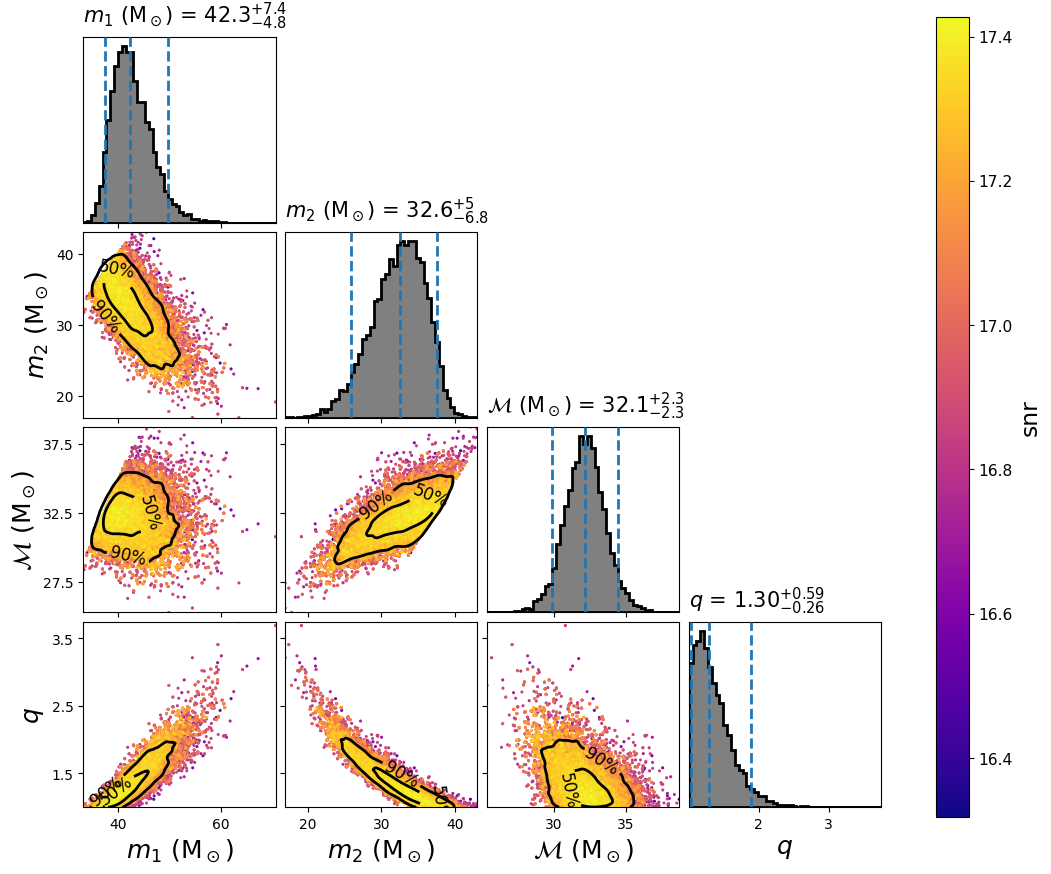 m₁ (M⊙) = 42.3⁺⁷·⁴₋₄.₈
17.4
17.2
m₂ (M⊙) = 32.6⁺⁵₋₆.₈
40
30
20
m₂ (M⊙)
50%
90%
17.0
snr
ℳ (M⊙) = 32.1⁺²·³₋₂.₃
37.5
32.5
27.5
ℳ (M⊙)
50%
90%
90%
50%
16.8
16.6
q = 1.30⁺⁰·⁵⁹₋₀.₂₆
3.5
2.5
1.5
q
90%
50%
90%
50%
90%
50%
16.4
40 60
20 30 40
30 35
2 3
m₁ (M⊙)
m₂ (M⊙)
ℳ (M⊙)
q